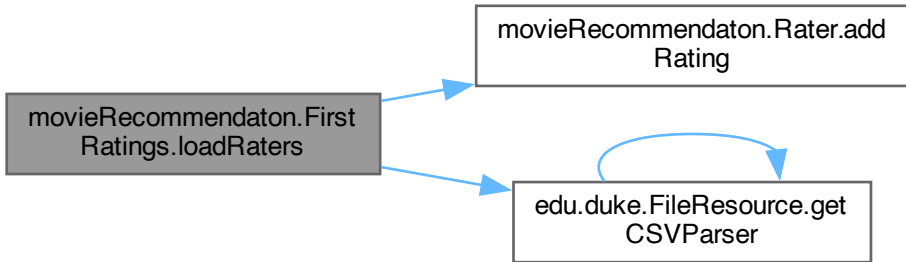 movieRecommendaton.First
Ratings.loadRaters
movieRecommendaton.Rater.add
Rating
edu.duke.FileResource.get
CSVParser